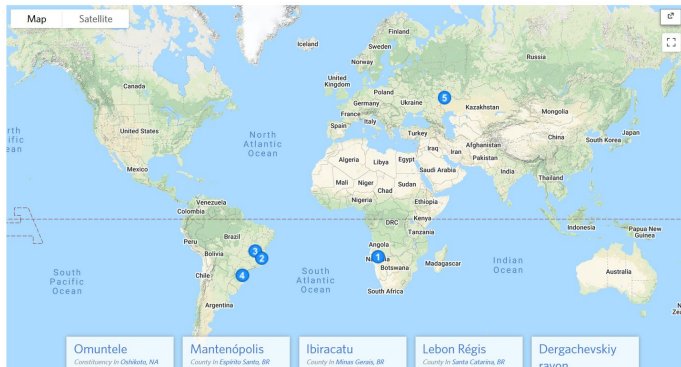 Map Satellite
Iceland
Finland
Sweden
Norway
Russia
United
Kingdom
Canada
Poland
Germany
Ukraine
Kazakhstan
France
Mongolia
Italy
Spain
Turkey
United States
North
Atlantic
Ocean
Japan
South Korea
China
Afghanistan
Iraq
Iran
Pakistan
Algeria
Libya
Egypt
Saudi Arabia
India
Mexico
Mali
Niger
Chad
Sudan
Thailand
Venezuela
Nigeria
Ethiopia
Colombia
DRC
Kenya
Indonesia
Papua New
Guinea
Tanzania
Peru
Brazil
Angola
Bolivia
Botswana
Madagascar
Indian
Ocean
South
Pacific
Ocean
Chile
South
Atlantic
Ocean
South Africa
Australia
Argentina
5
3
2
1
4
Omuntele
Constituency In Oshikoto, NA
Mantenópolis
County In Espírito Santo, BR
Ibiracatu
County In Minas Gerais, BR
Lebon Régis
County In Santa Catarina, BR
Dergachevskiy
rayon